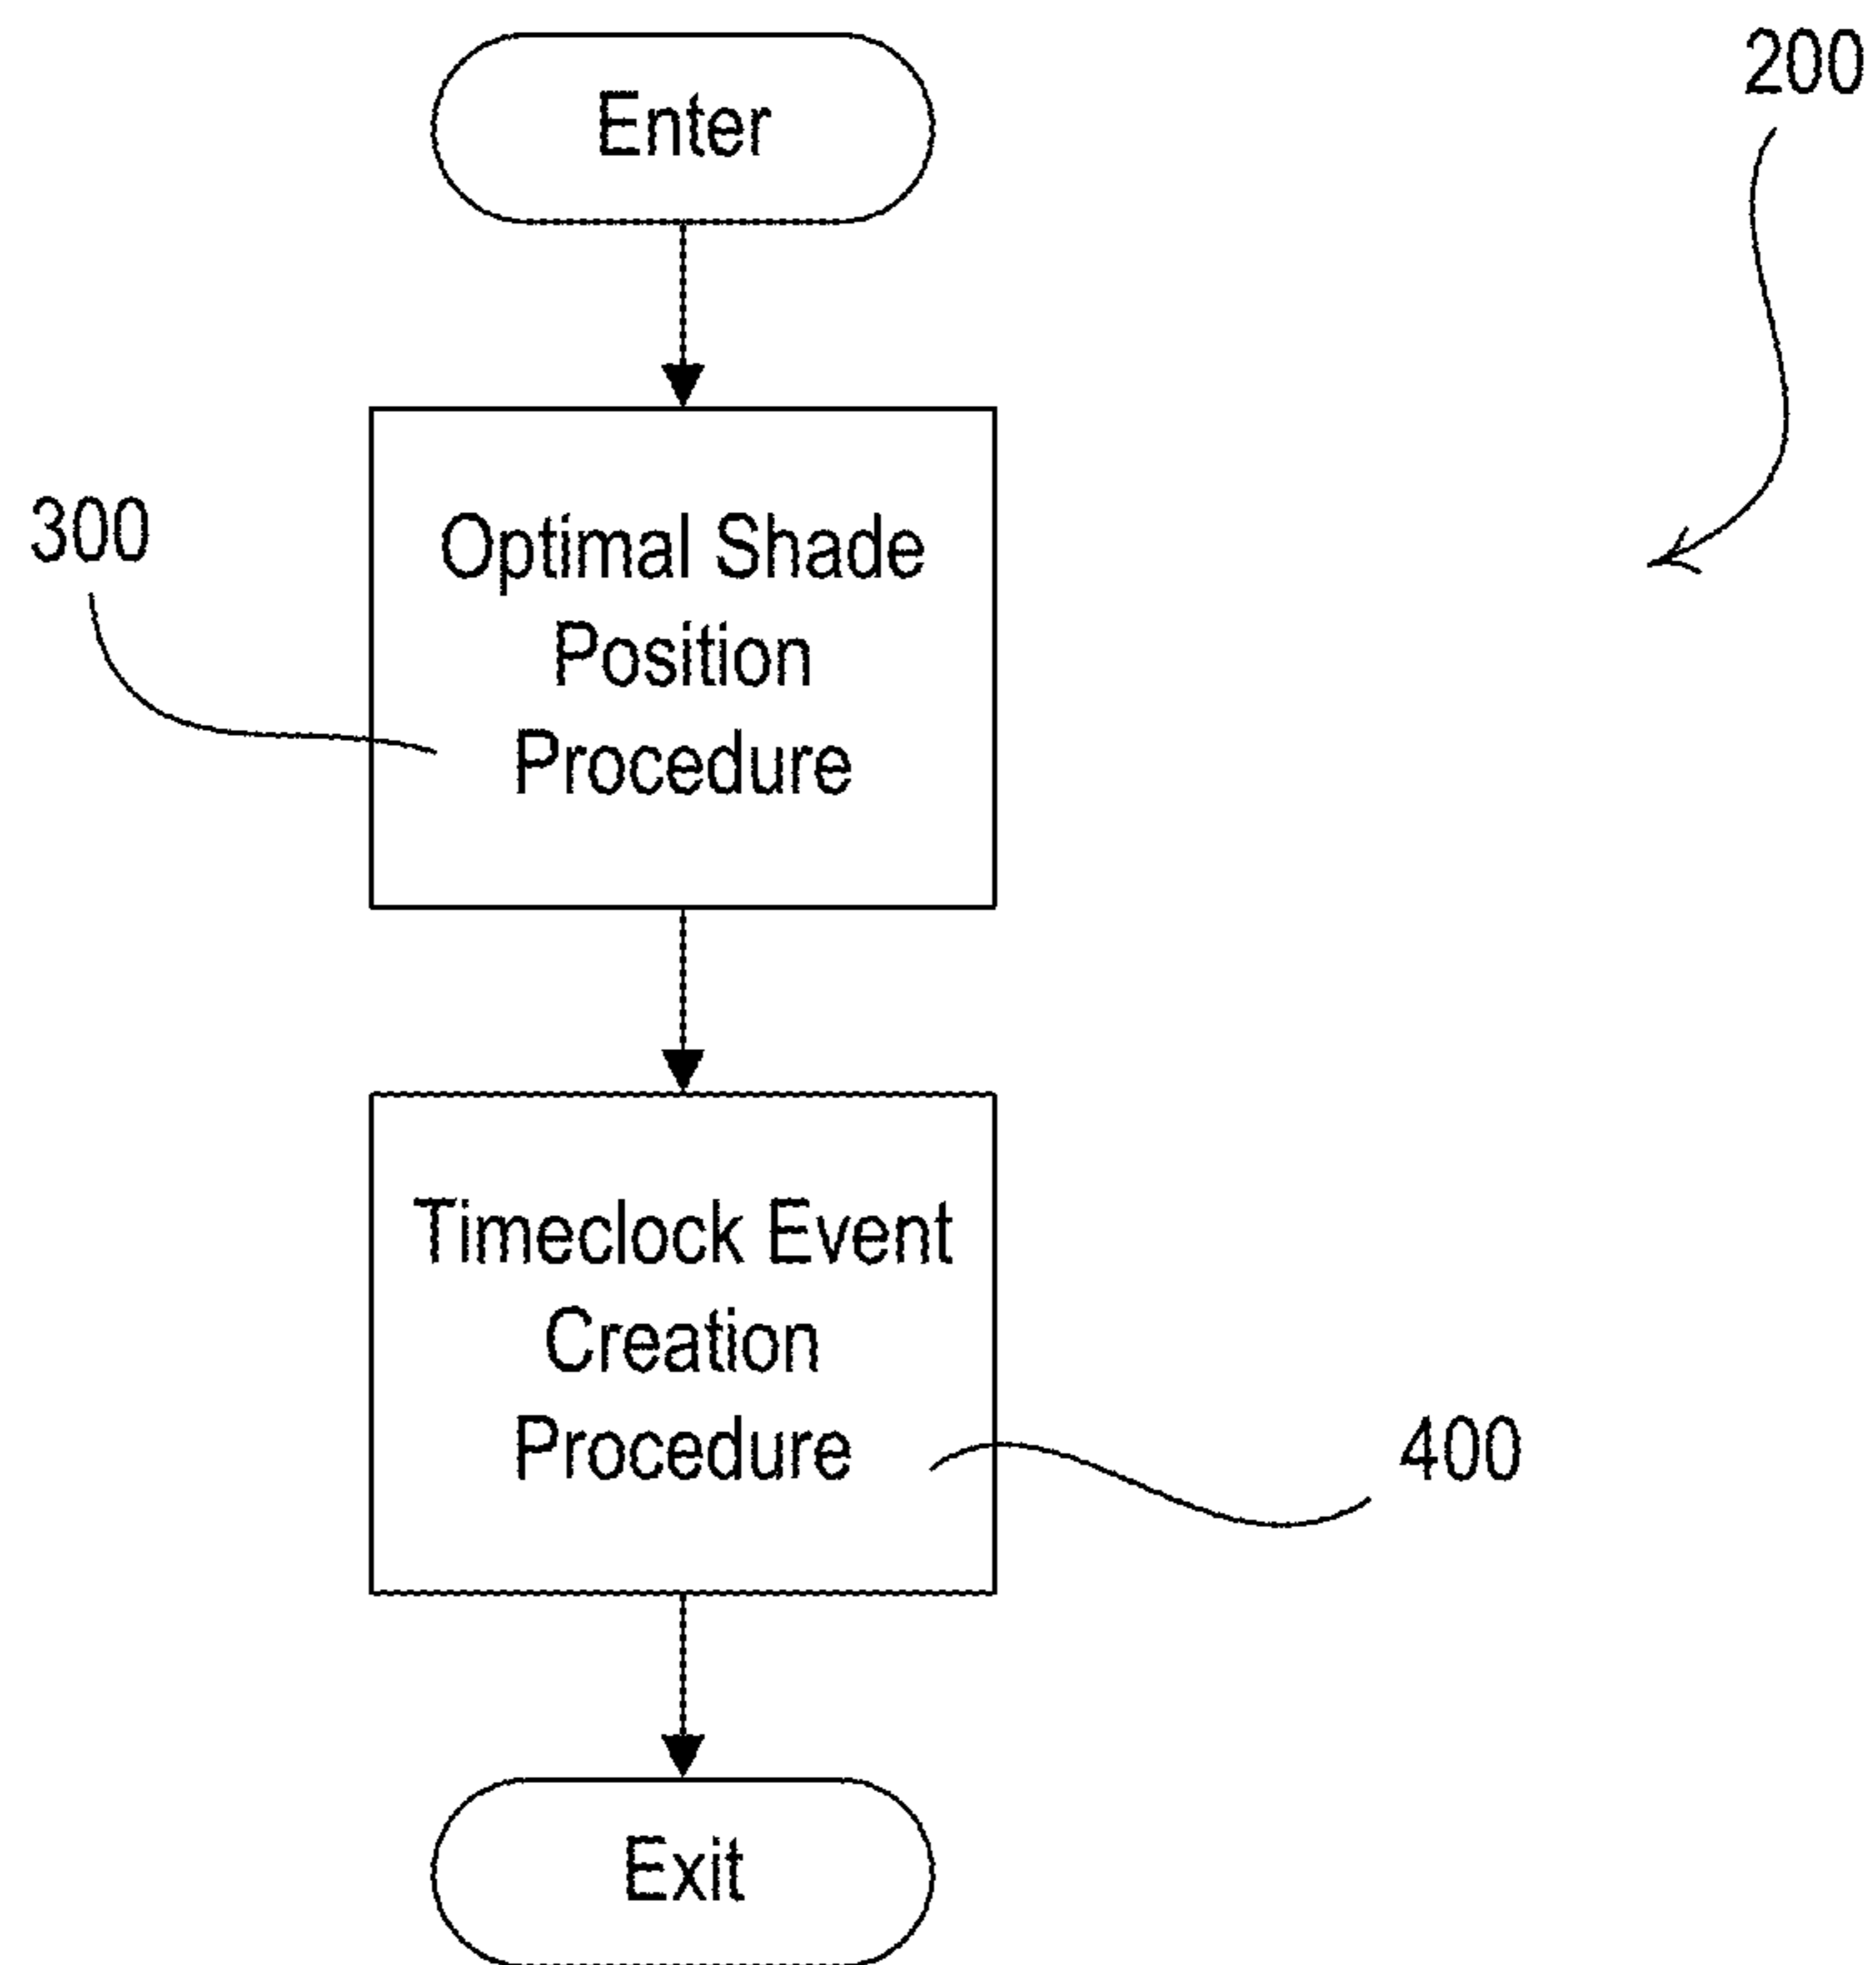 Enter
200
300
Optimal Shade
Position
Procedure
Timeclock Event
Creation
Procedure
400
Exit